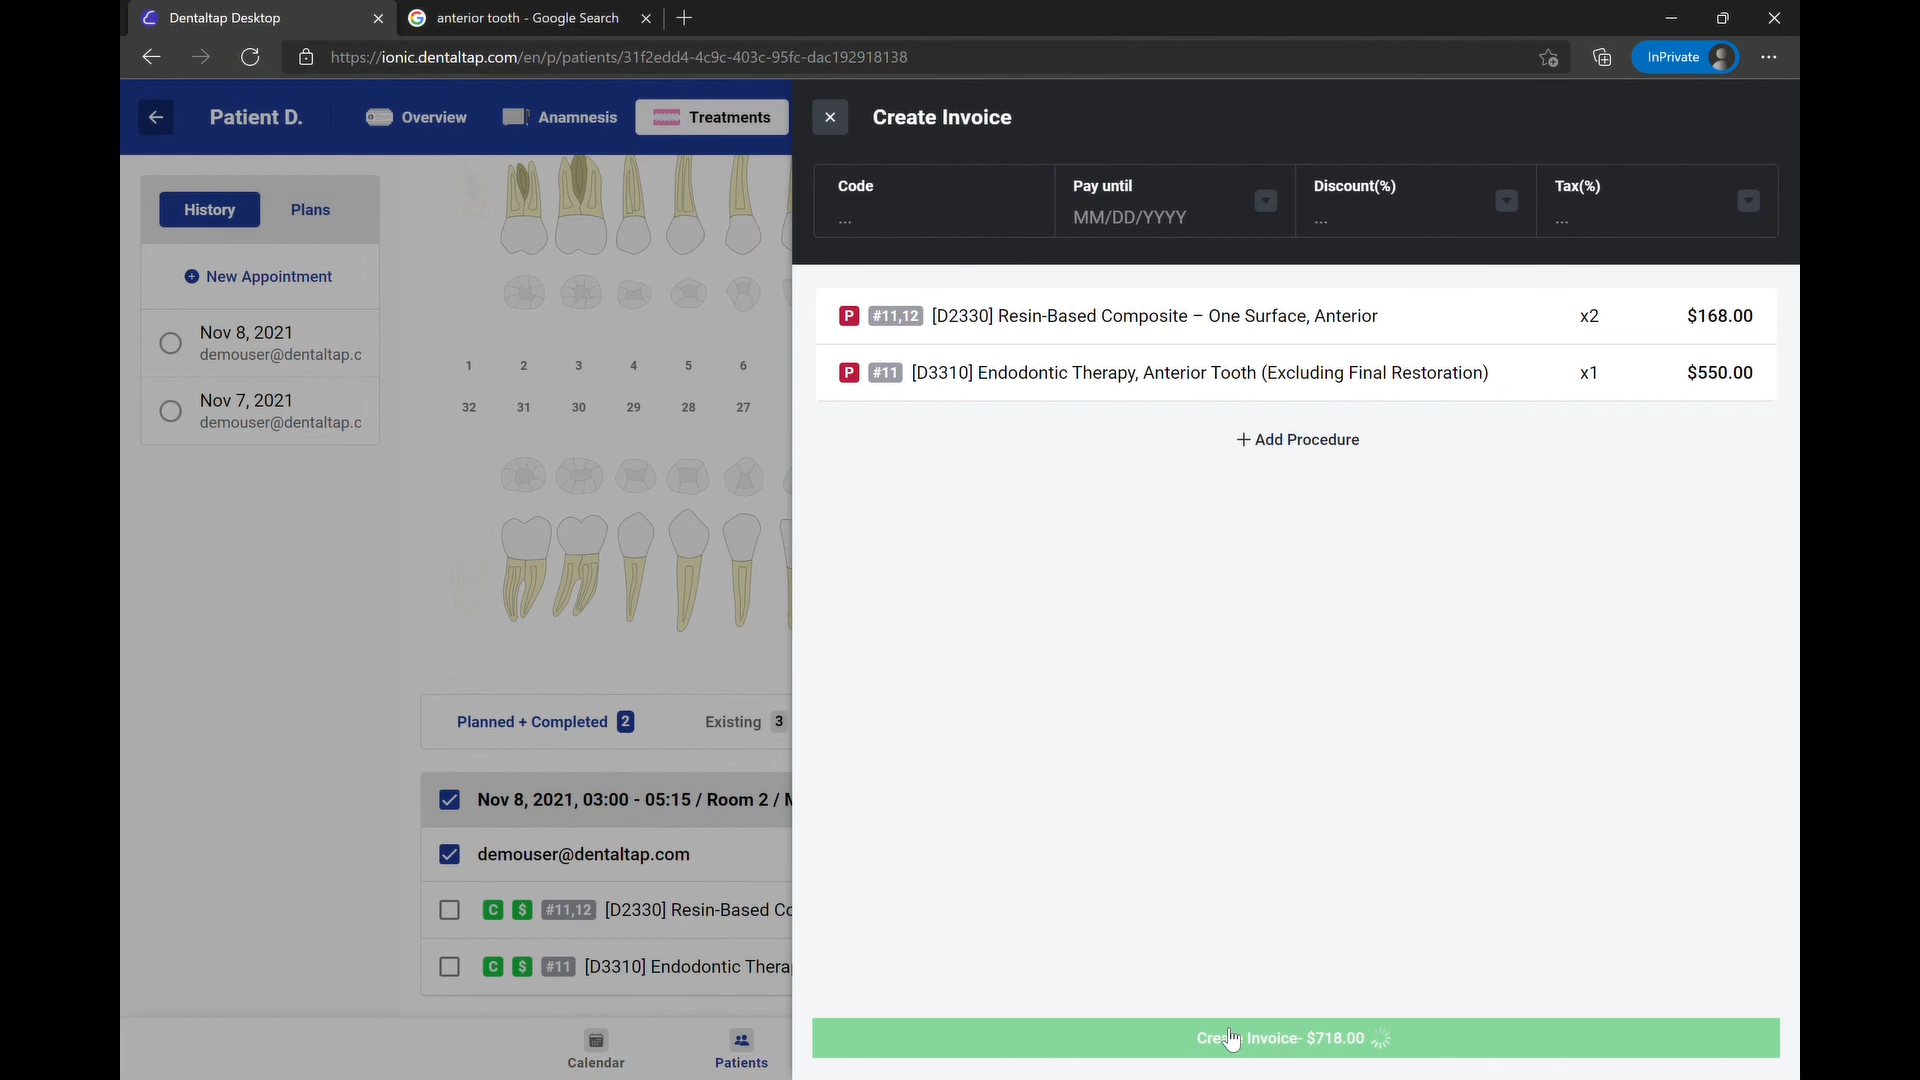 Dentaltap Desktop
anterior tooth - Google Search
https://ionic.dentaltap.com/en/p/patients/31f2edd4-4c9c-403c-95fc-dac192918138
InPrivate
Patient D.
Overview
Anamnesis
Treatments
Create Invoice
Code
...
Pay until
MM/DD/YYYY
Discount(%)
...
Tax(%)
...
History
Plans
New Appointment
Nov 8, 2021
demouser@dentaltap.c
Nov 7, 2021
demouser@dentaltap.c
1 2 3 4 5 6
32 31 30 29 28 27
P #11,12 [D2330] Resin-Based Composite – One Surface, Anterior x2 $168.00
P #11 [D3310] Endodontic Therapy, Anterior Tooth (Excluding Final Restoration) x1 $550.00
+ Add Procedure
Planned + Completed 2
Existing 3
Nov 8, 2021, 03:00 - 05:15 / Room 2 /
demouser@dentaltap.com
C $ #11,12 [D2330] Resin-Based Co
C $ #11 [D3310] Endodontic Thera
Calendar
Patients
Invoice- $718.00